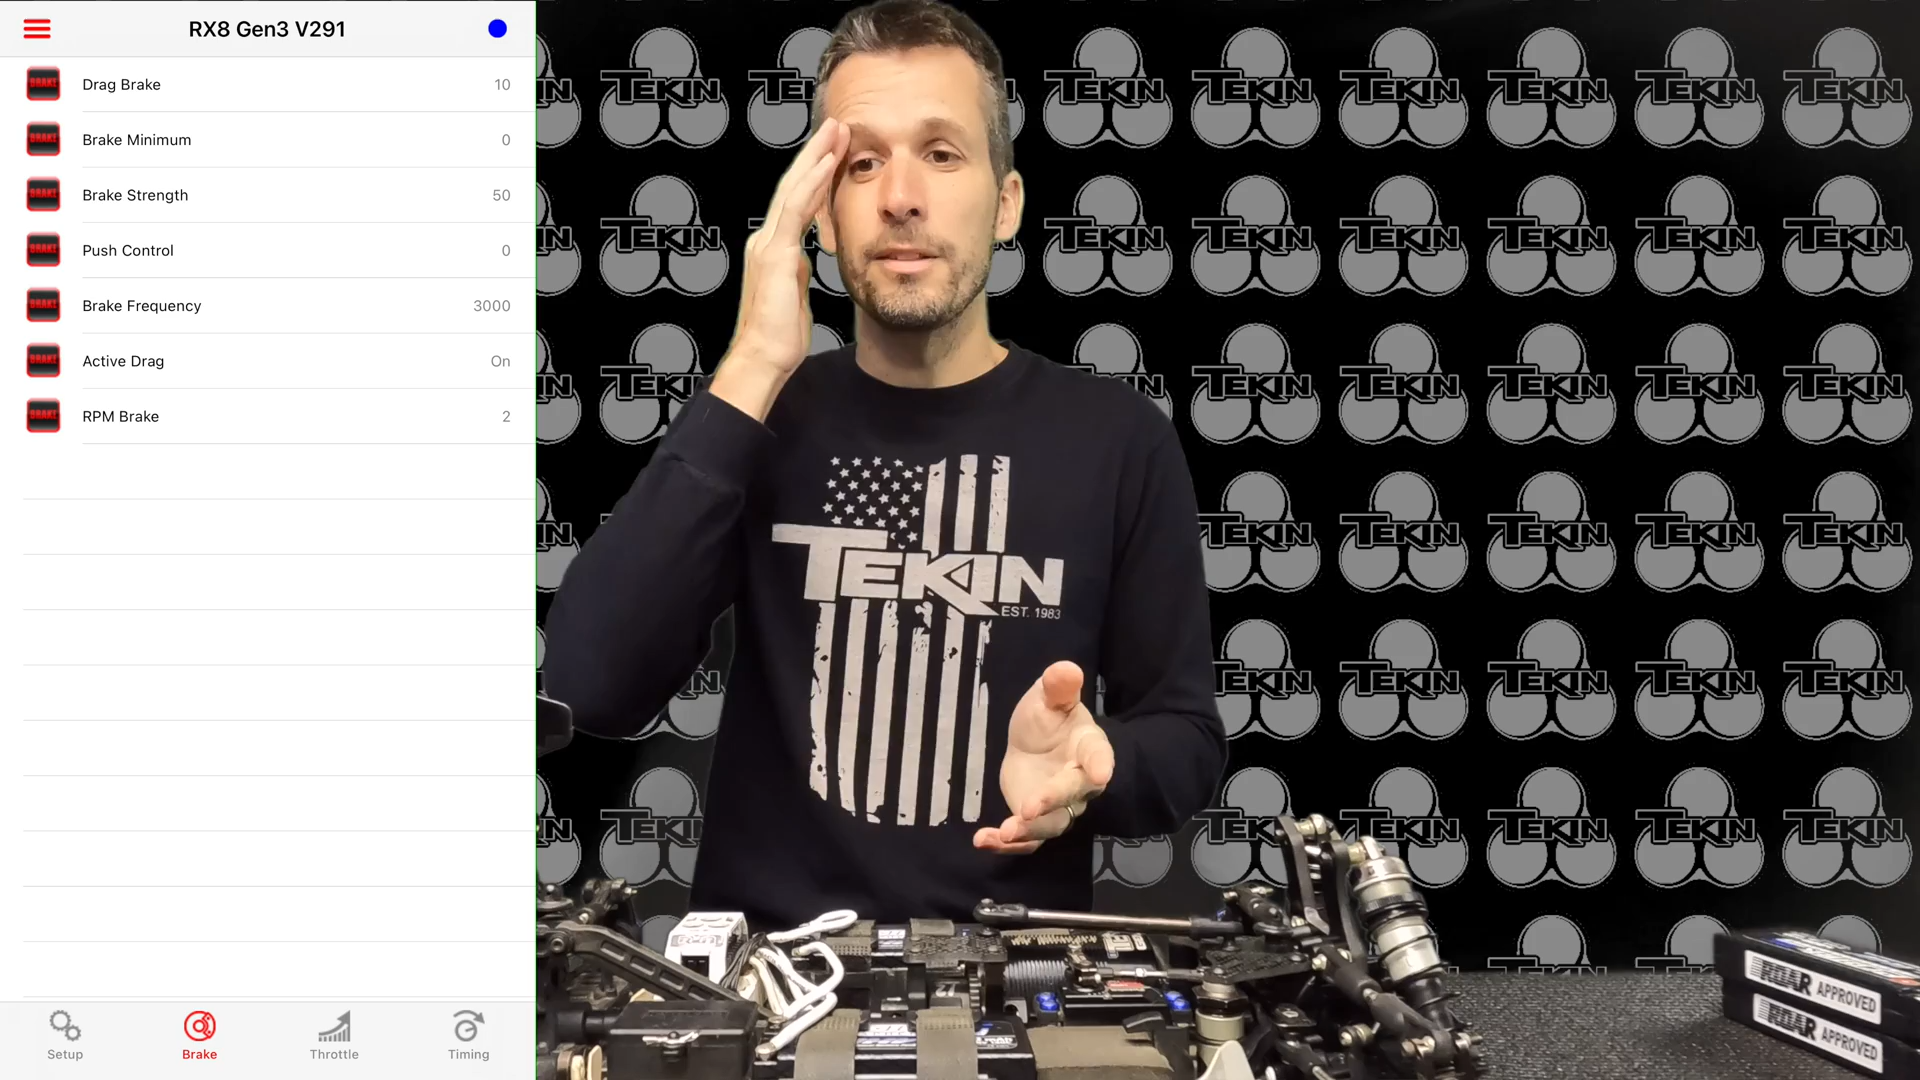 RX8 Gen3 V291
Drag Brake 10
Brake Minimum 0
Brake Strength 50
Push Control 0
Brake Frequency 3000
Active Drag On
RPM Brake 2
Setup
Brake
Throttle
Timing
TEKIN
EST. 1983
TEKIN
ROAR APPROVED
ROAR APPROVED